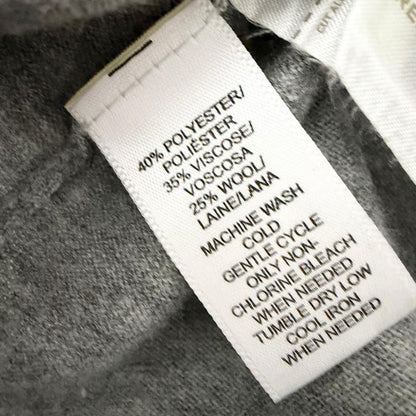 40% POLYESTER/
POLIÉSTER
35% VISCOSE/
VOSCOSA
25% WOOL/
LAINE/LANA
MACHINE WASH
COLD
GENTLE CYCLE
ONLY NON-
CHLORINE BLEACH
WHEN NEEDED
TUMBLE DRY LOW
COOL IRON
WHEN NEEDED